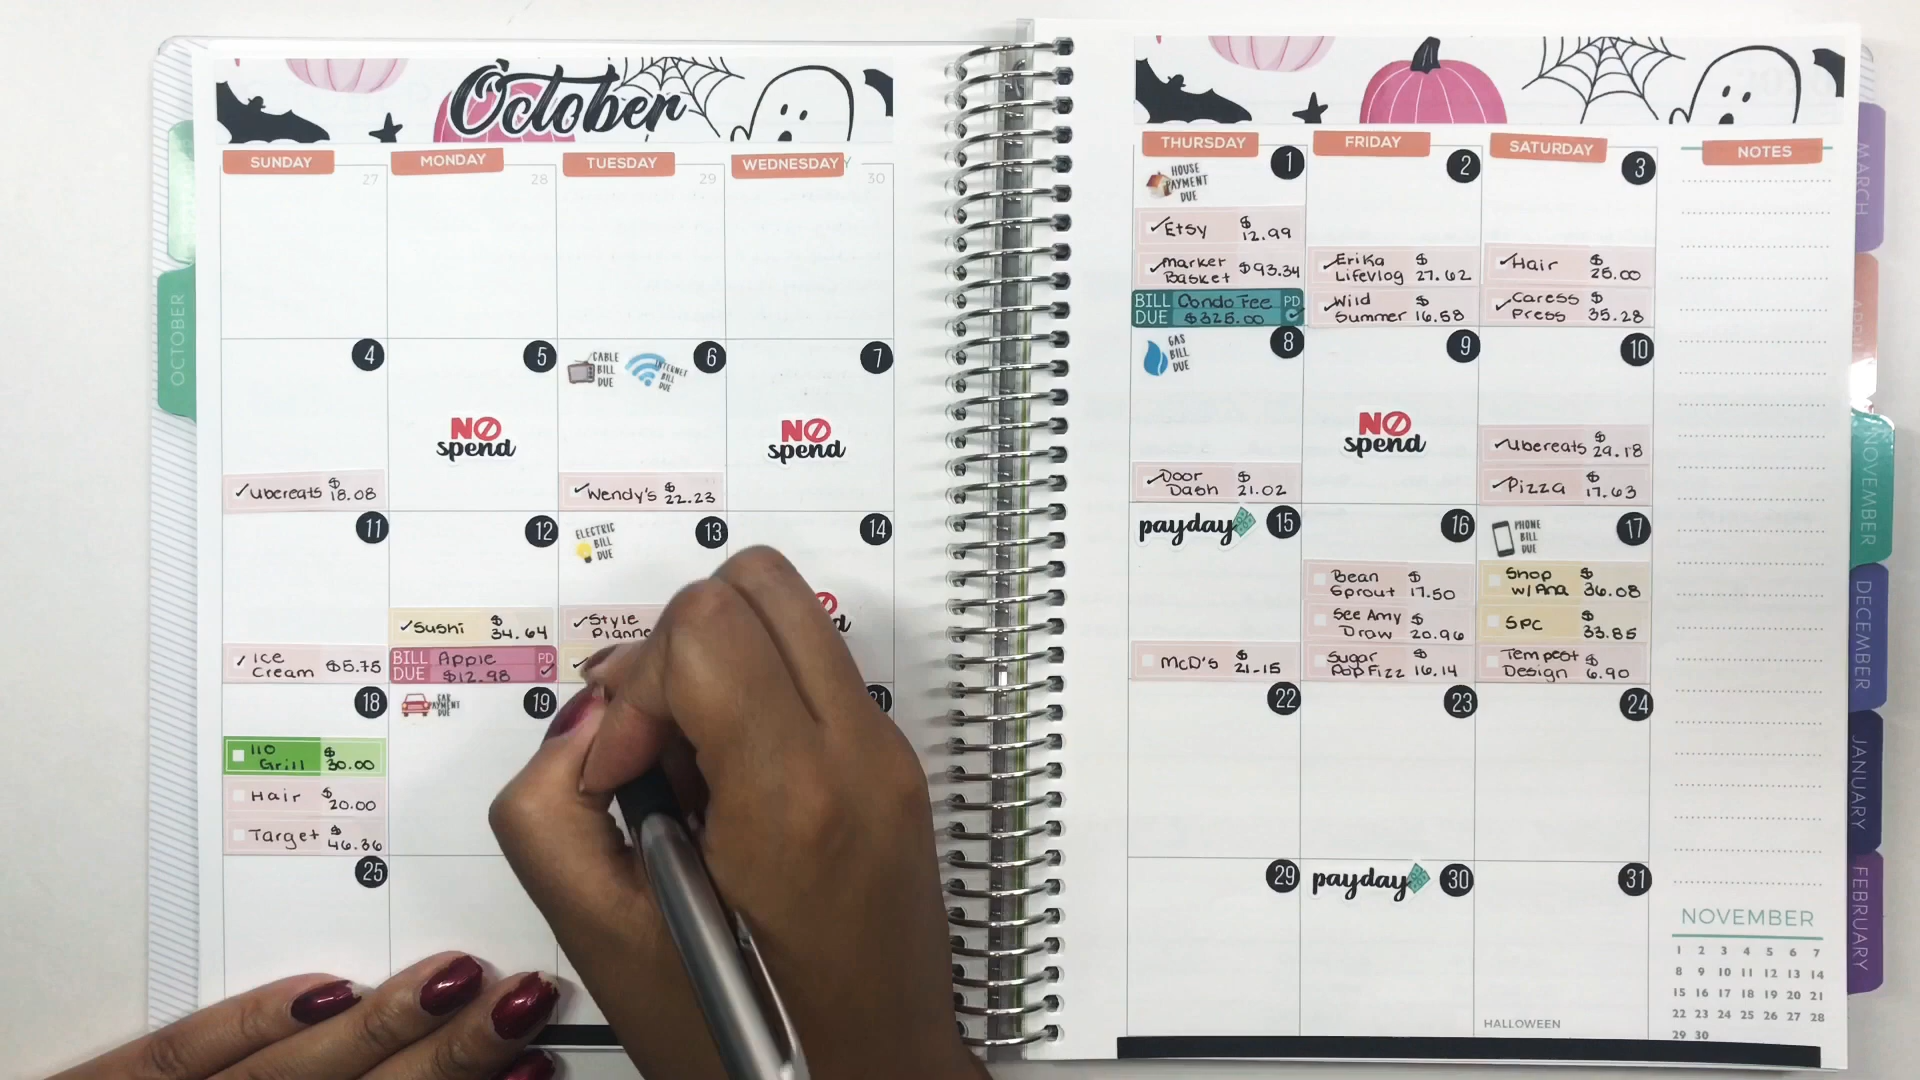 October
SUNDAY
MONDAY
TUESDAY
WEDNESDAY
27
28
29
30
4
5
CABLE
BILL
DUE
INTERNET
BILL
DUE
6
7
NO
spend
NO
spend
✓ Ubereats $18.08
✓ Wendy's $22.23
11
12
ELECTRIC
BILL
DUE
13
14
✓ Ice
Cream $5.75
✓ Sushi $34.64
BILL
DUE
Apple
$12.98
PD
✓
✓ Style
18
CAR
PAYMENT
DUE
19
110
Grill $30.00
Hair $20.00
Target $46.36
25
OCTOBER
THURSDAY
FRIDAY
SATURDAY
NOTES
HOUSE
PAYMENT
DUE
1
2
3
✓ Etsy $12.99
✓ Marker
Basket $93.34
BILL
DUE
Condo Fee
$325.00
PD
✓
✓ Erika
Lifevlog $27.62
✓ Wild
Summer $16.58
✓ Hair $25.00
✓ Caress
Press $35.28
GAS
BILL
DUE
8
9
10
NO
spend
✓ Door
Dash $21.02
✓ Ubereats $29.18
✓ Pizza $17.63
payday
15
16
PHONE
BILL
DUE
17
McD's $21.15
Bean
Sprout $17.50
See Amy
Draw $20.96
Sugar
Pop Fizz $16.14
Shop
w/ Ana $36.08
SPC $33.85
Tempest
Design $6.90
22
23
24
29
payday
30
31
HALLOWEEN
NOVEMBER
1 2 3 4 5 6 7
8 9 10 11 12 13 14
15 16 17 18 19 20 21
22 23 24 25 26 27 28
29 30
MARCH
NOVEMBER
DECEMBER
JANUARY
FEBRUARY